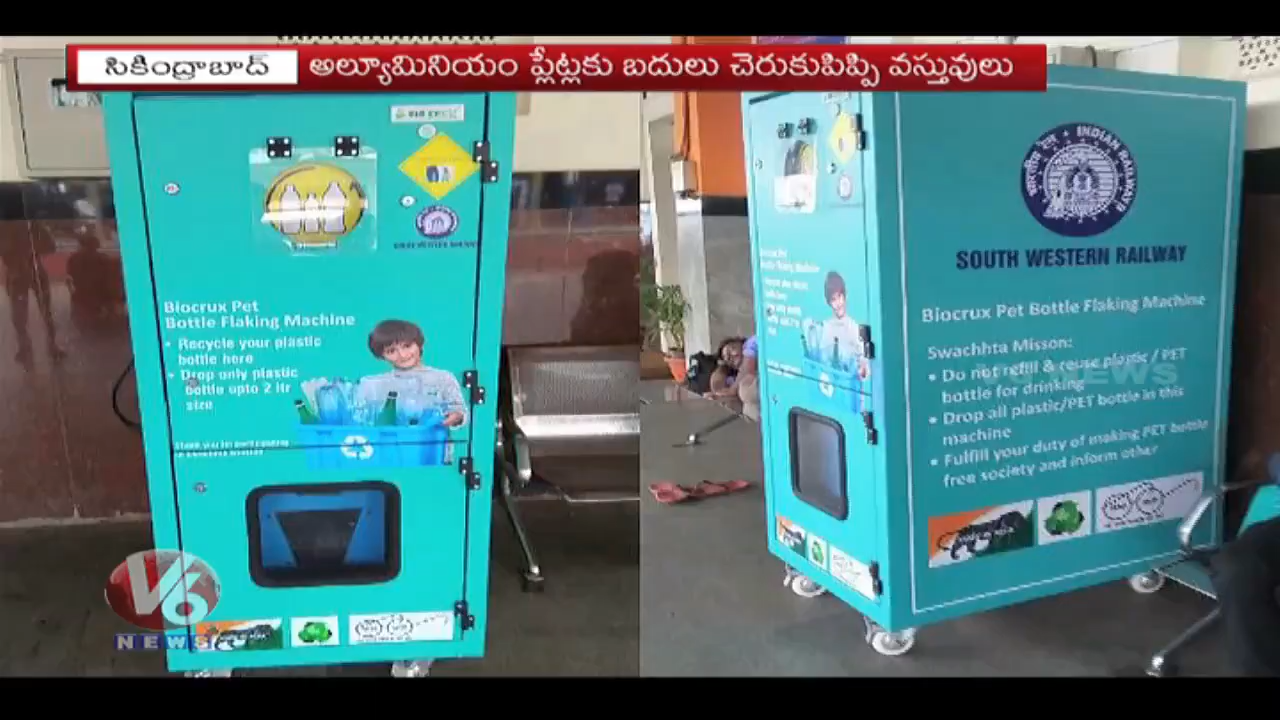 సికింద్రాబాద్
అల్యూమినియం ప్లేట్లకు బదులు చెరుకుపిప్పి వస్తువులు
Biocrux Pet
Bottle Flaking Machine
• Recycle your plastic
bottle here
• Drop only plastic
bottle upto 2 ltr
size
V6
NEWS
INDIAN RAILWAY
SOUTH WESTERN RAILWAY
Biocrux Pet Bottle Flaking Machine
Swachhta Misson:
• Do not refill & reuse plastic / PET
bottle for drinking
• Drop all plastic/PET bottle in this
machine
• Fulfill your duty of making PET bottle
free society and inform other
NEWS